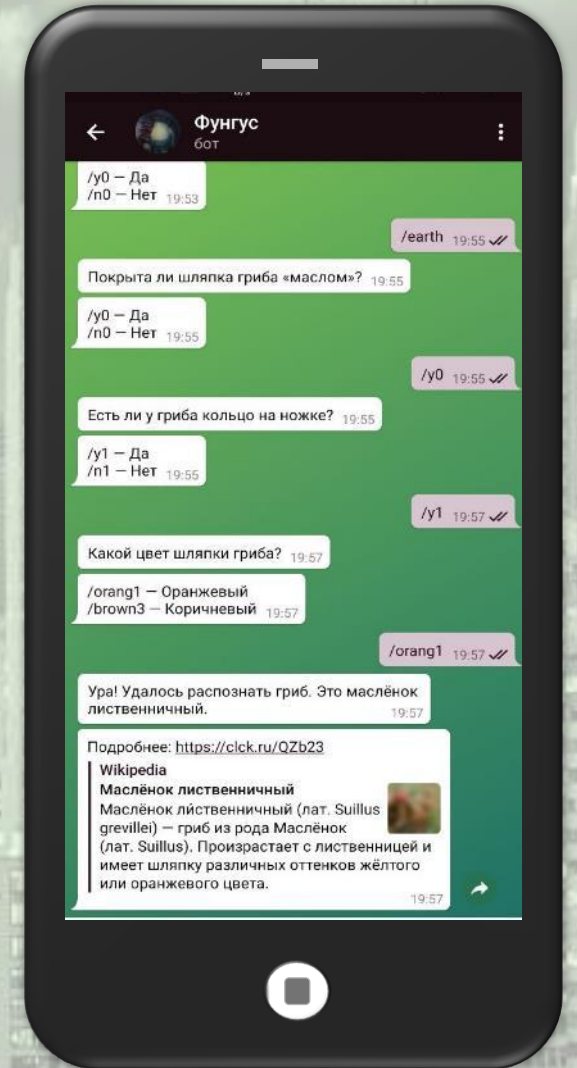 Фунгус
бот
/y0 — Да
/n0 — Нет 19:53
/earth 19:55
Покрыта ли шляпка гриба «маслом»? 19:55
/y0 — Да
/n0 — Нет 19:55
/y0 19:55
Есть ли у гриба кольцо на ножке? 19:55
/y1 — Да
/n1 — Нет 19:55
/y1 19:57
Какой цвет шляпки гриба? 19:57
/orang1 — Оранжевый
/brown3 — Коричневый 19:57
/orang1 19:57
Ура! Удалось распознать гриб. Это маслёнок
лиственничный. 19:57
Подробнее: https://clck.ru/QZb23
Wikipedia
Маслёнок лиственничный
Маслёнок ли́ственничный (лат. Suillus
grevillei) — гриб из рода Маслёнок
(лат. Suillus). Произрастает с лиственницей и
имеет шляпку различных оттенков жёлтого
или оранжевого цвета.
19:57